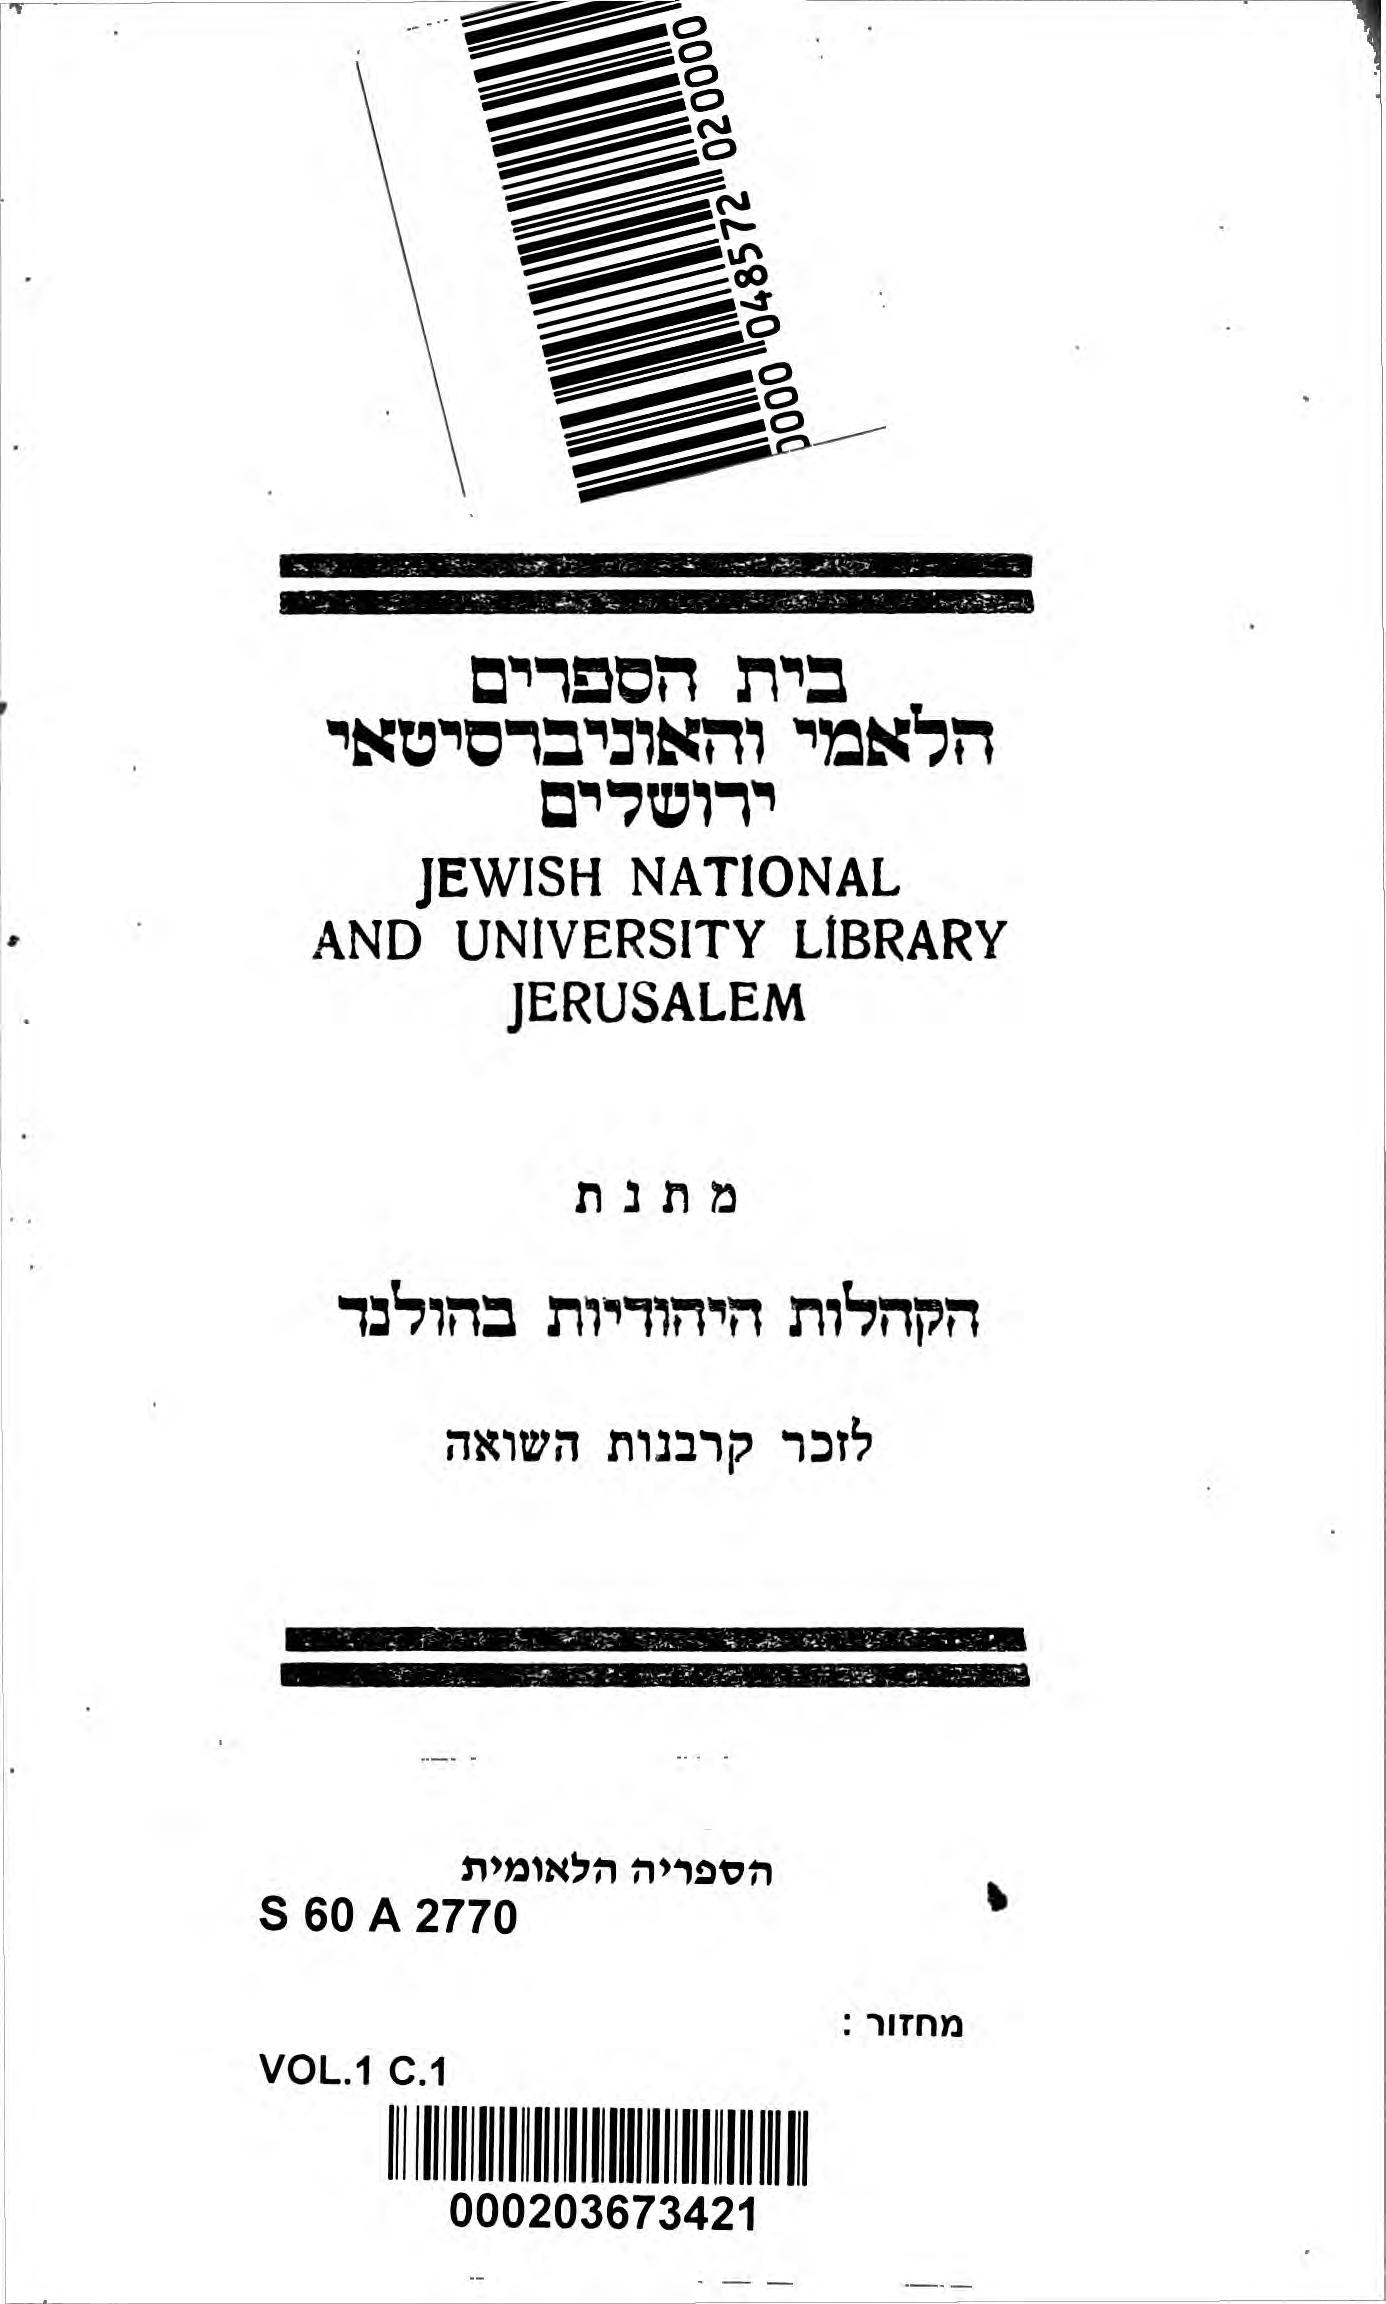 0000 048572 020000
בית הספרים
הלאמי והאוניברסיטאי
ירושלים
JEWISH NATIONAL
AND UNIVERSITY LIBRARY
JERUSALEM
מתנת
הקהלות היהודיות בהולנד
לזכר קרבנות השואה
הספריה הלאומית
S 60 A 2770
מחזור :
VOL.1 C.1
000203673421